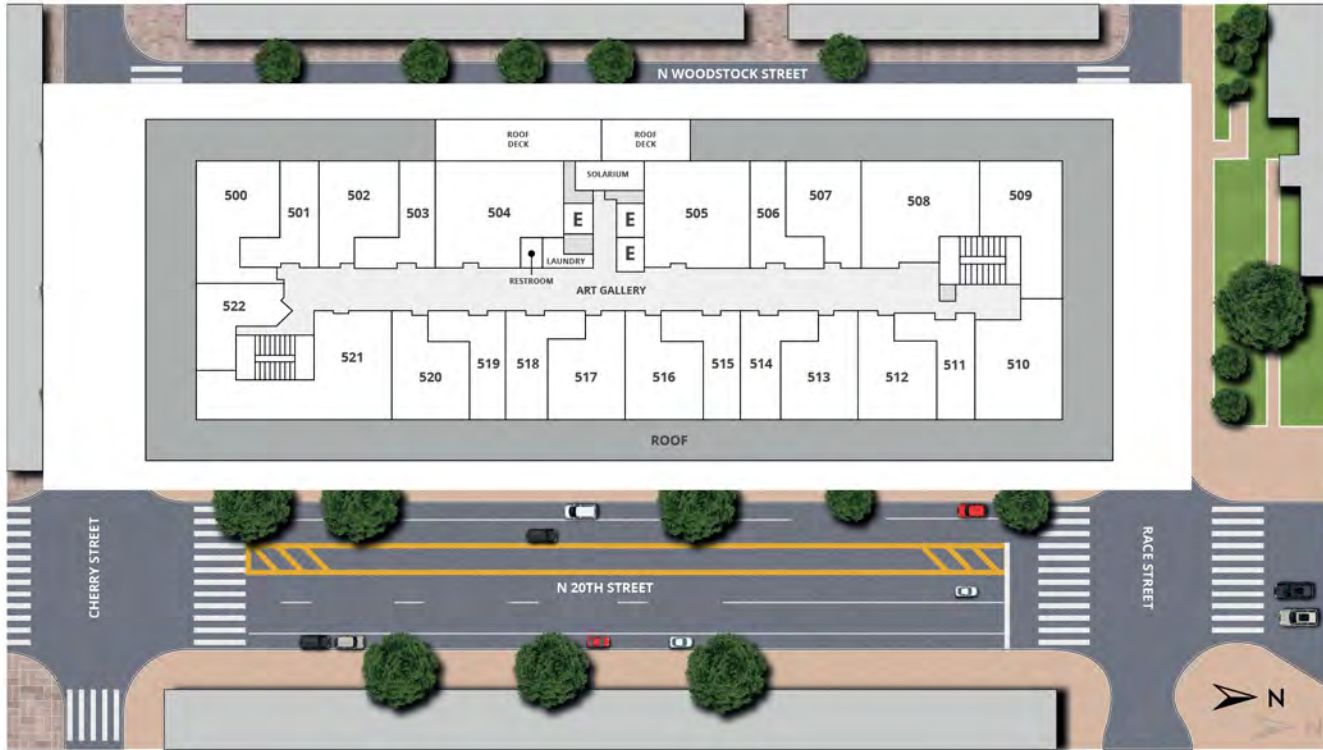 N WOODSTOCK STREET
ROOF
DECK
ROOF
DECK
SOLARIUM
500
501
502
503
504
E
E
505
506
507
508
509
E
LAUNDRY
RESTROOM
ART GALLERY
522
521
520
519
518
517
516
515
514
513
512
511
510
ROOF
CHERRY STREET
N 20TH STREET
RACE STREET
N